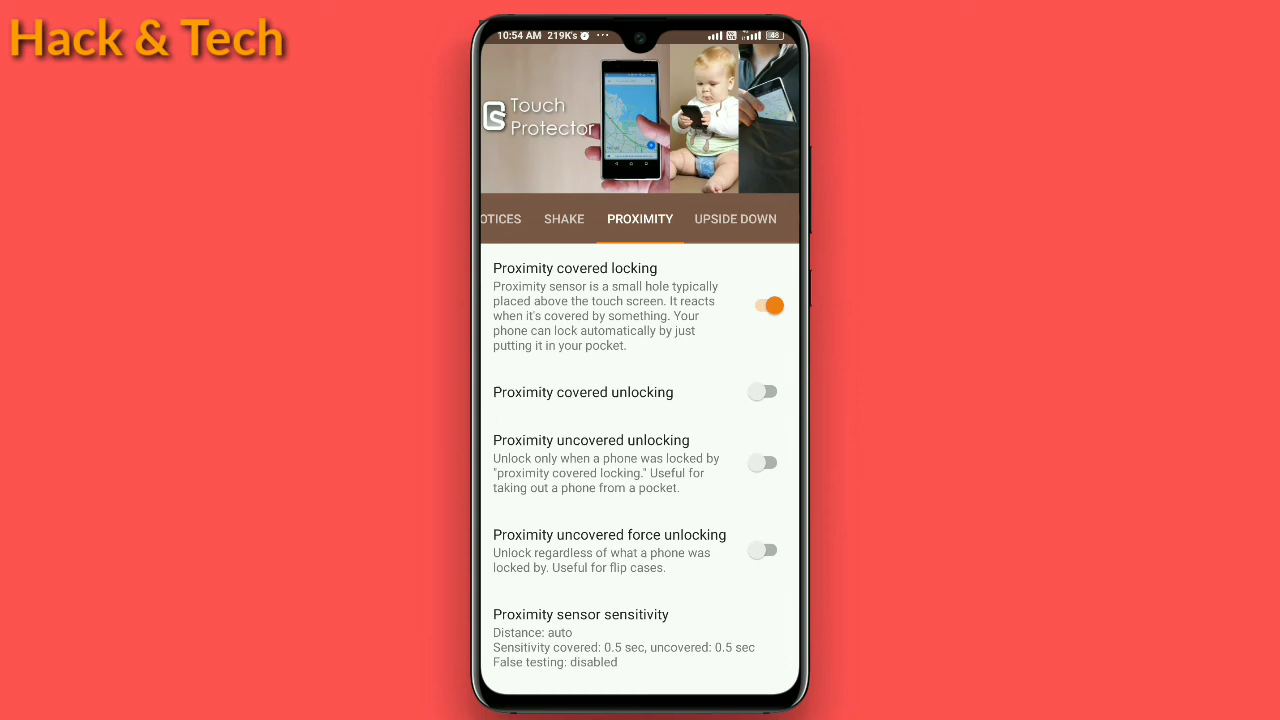 Hack & Tech
10:54 AM 219K's ...
48
Touch
Protector
OTICES SHAKE PROXIMITY UPSIDE DOWN
Proximity covered locking
Proximity sensor is a small hole typically
placed above the touch screen. It reacts
when it's covered by something. Your
phone can lock automatically by just
putting it in your pocket.
Proximity covered unlocking
Proximity uncovered unlocking
Unlock only when a phone was locked by
"proximity covered locking." Useful for
taking out a phone from a pocket.
Proximity uncovered force unlocking
Unlock regardless of what a phone was
locked by. Useful for flip cases.
Proximity sensor sensitivity
Distance: auto
Sensitivity covered: 0.5 sec, uncovered: 0.5 sec
False testing: disabled